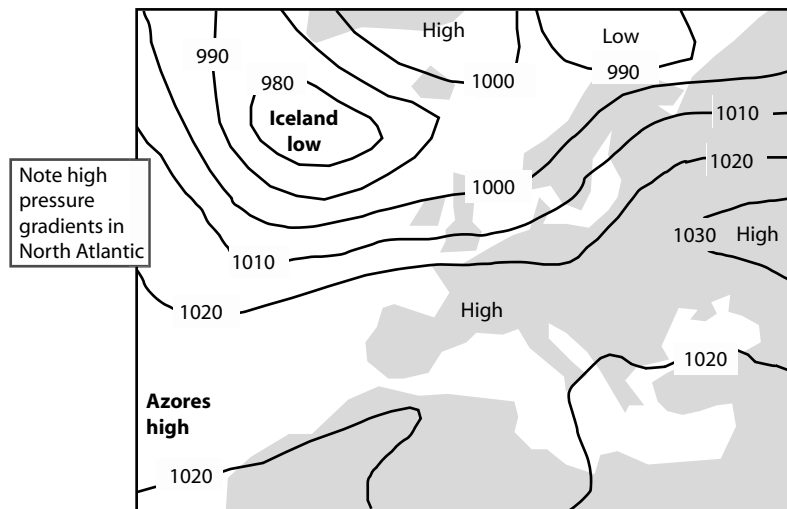 High
Low
990
980
1000
990
Iceland
low
1010
1020
Note high
pressure
gradients in
North Atlantic
1000
1010
1030
High
1020
High
1020
Azores
high
1020